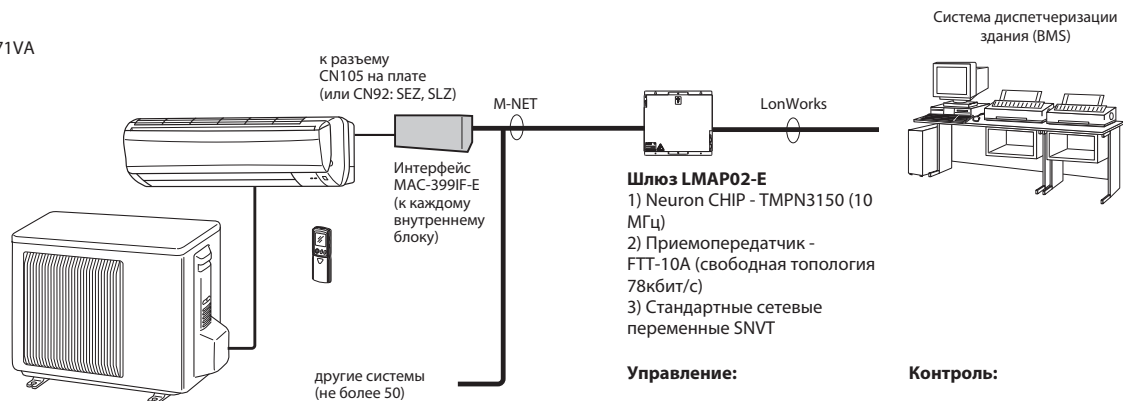 Система диспетчеризации
здания (BMS)
71VA
к разъему
CN105 на плате
(или CN92: SEZ, SLZ)
M-NET
LonWorks
Интерфейс
MAC-399IF-E
(к каждому
внутреннему
блоку)
Шлюз LMAP02-E
1) Neuron CHIP - TMPN3150 (10
МГц)
2) Приемопередатчик -
FTT-10A (свободная топология
78кбит/с)
3) Стандартные сетевые
переменные SNVT
другие системы
(не более 50)
Управление:
Контроль: